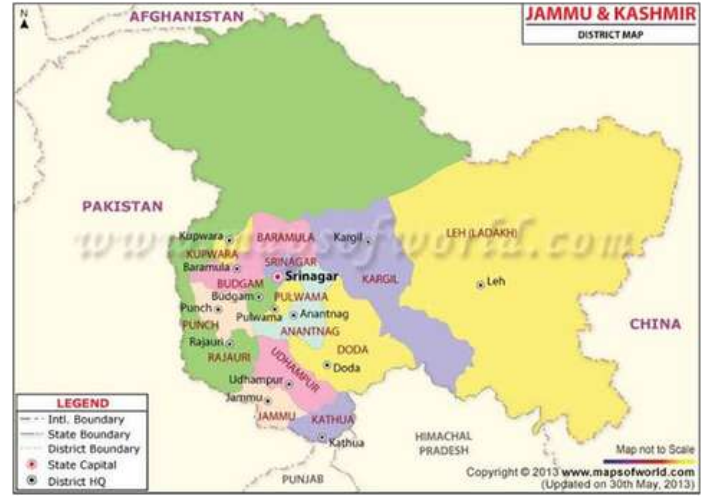 N
AFGHANISTAN
JAMMU & KASHMIR
DISTRICT MAP
PAKISTAN
www.mapsofworld.com
Kupwara
BARAMULA
Kargil
LEH (LADAKH)
KUPWARA
SRINAGAR
Baramula
Srinagar
KARGIL
BUDGAM
Leh
Budgam
PULWAMA
Punch
Pulwama
Anantnag
CHINA
PUNCH
ANANTNAG
Rajauri
DODA
RAJAURI
UDHAMPUR
Doda
Udhampur
Jammu
JAMMU
KATHUA
Kathua
HIMACHAL
PRADESH
PUNJAB
LEGEND
Intl. Boundary
State Boundary
District Boundary
State Capital
District HQ
Map not to Scale
Copyright © 2013 www.mapsofworld.com
(Updated on 30th May, 2013)